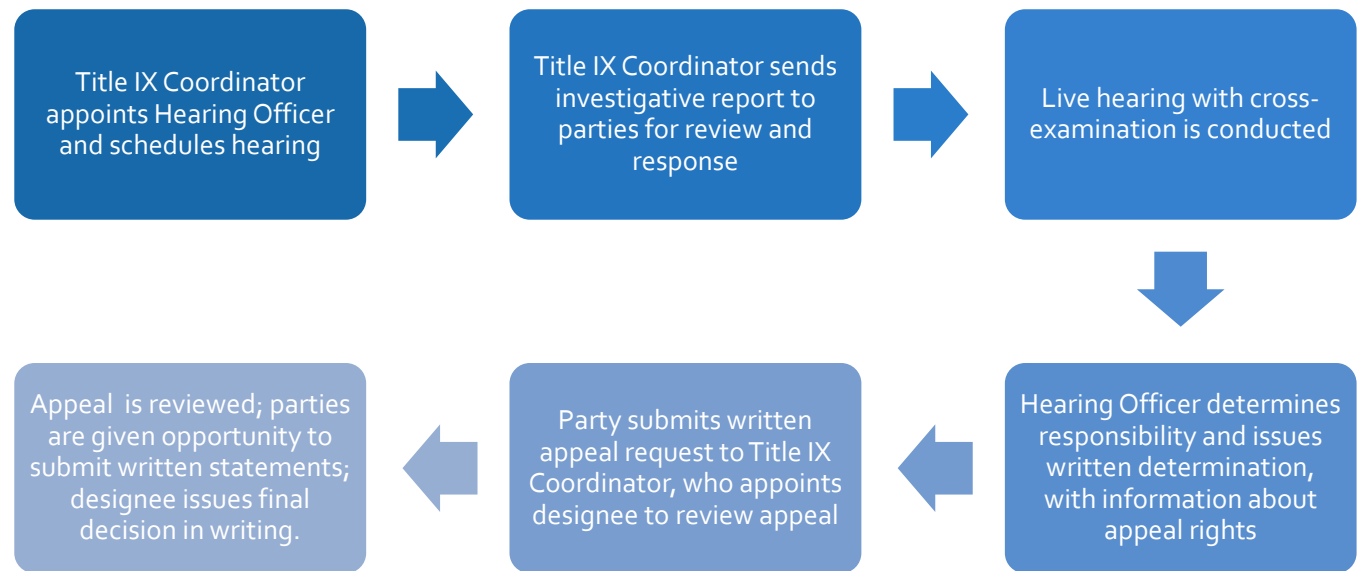 Title IX Coordinator
appoints Hearing Officer
and schedules hearing
Title IX Coordinator sends
investigative report to
parties for review and
response
Live hearing with cross-
examination is conducted
Hearing Officer determines
responsibility and issues
written determination,
with information about
appeal rights
Party submits written
appeal request to Title IX
Coordinator, who appoints
designee to review appeal
Appeal is reviewed; parties
are given opportunity to
submit written statements;
designee issues final
decision in writing.